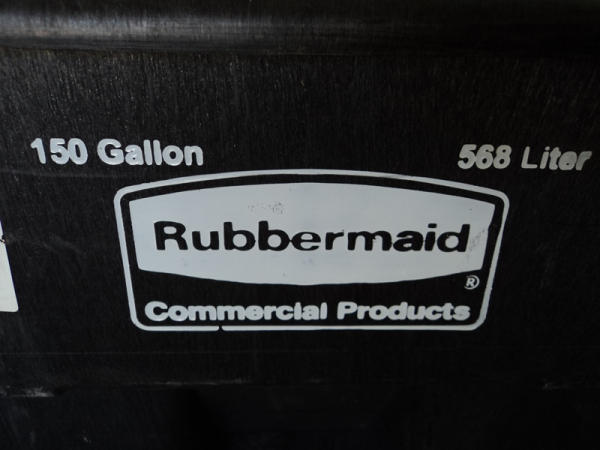 150 Gallon 568 Liter
Rubbermaid
®
Commercial Products